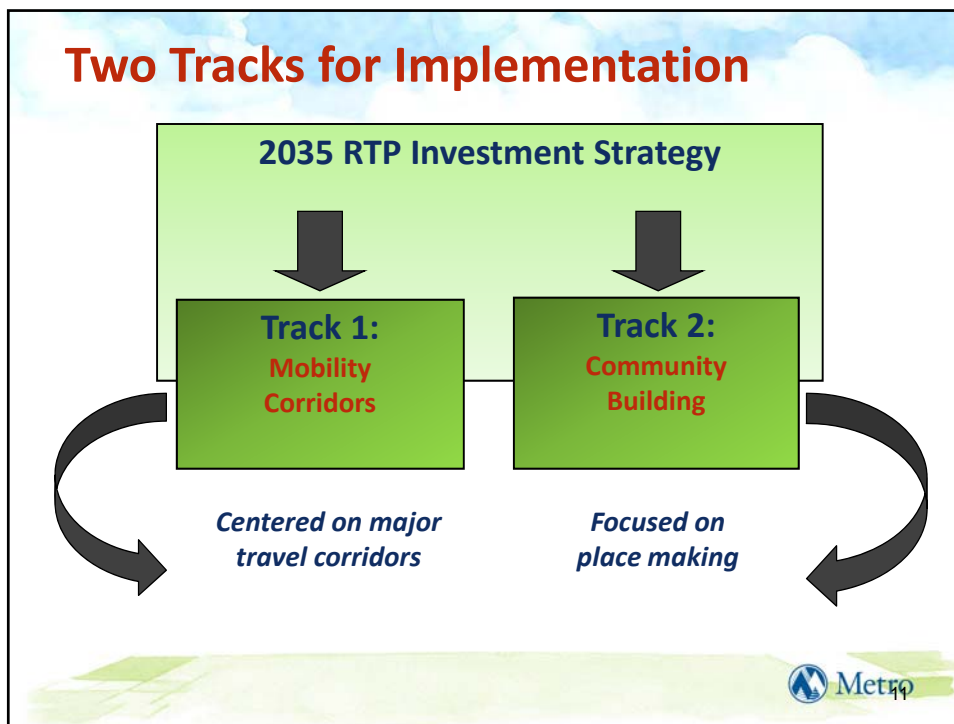 Two Tracks for Implementation
2035 RTP Investment Strategy
Track 1:
Mobility
Corridors
Track 2:
Community
Building
Centered on major
travel corridors
Focused on
place making
Metro
11